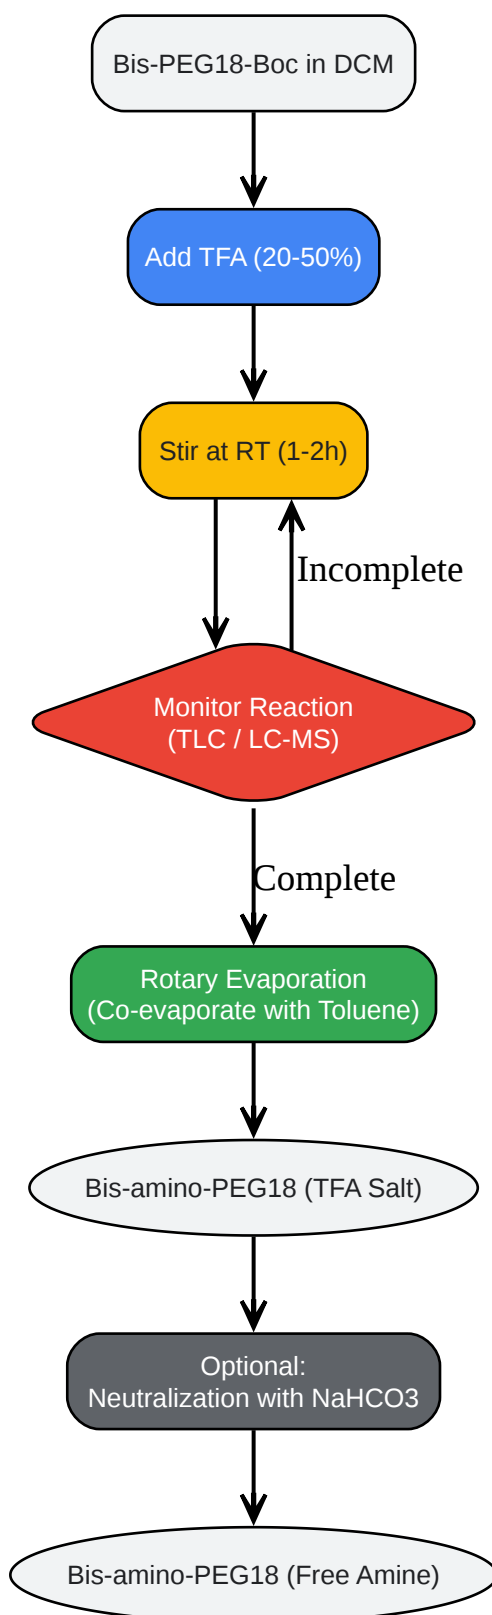 Bis-PEG18-Boc in DCM
Add TFA (20-50%)
Stir at RT (1-2h)
Incomplete
Monitor Reaction
(TLC / LC-MS)
Complete
Rotary Evaporation
(Co-evaporate with Toluene)
Bis-amino-PEG18 (TFA Salt)
Optional:
Neutralization with NaHCO3
Bis-amino-PEG18 (Free Amine)